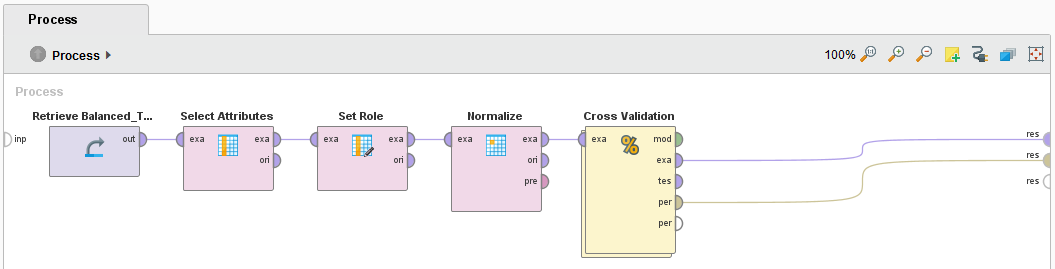 Process
Process
100%
Process
Retrieve Balanced_T...
Select Attributes
Set Role
Normalize
Cross Validation
inp
out
exa
exa
ori
exa
exa
ori
exa
exa
ori
pre
exa
mod
exa
tes
per
per
res
res
res